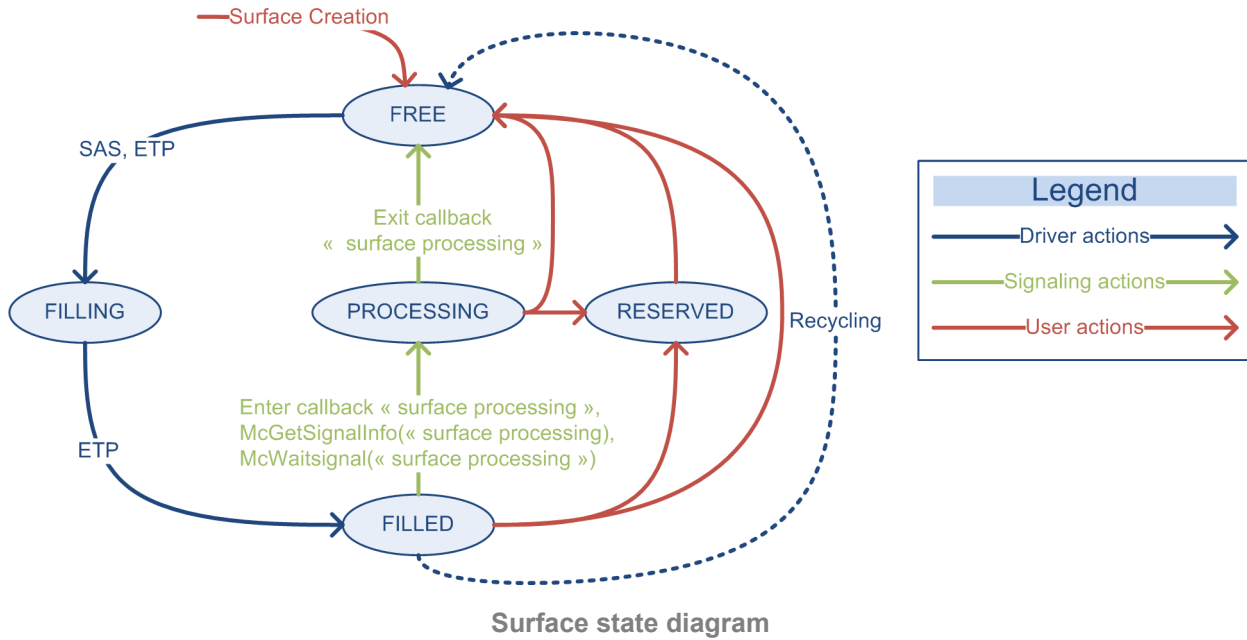 Surface Creation
FREE
SAS, ETP
Legend
Driver actions
Exit callback
« surface processing »
Signaling actions
FILLING
PROCESSING
RESERVED
Recycling
User actions
Enter callback « surface processing »,
McGetSignalInfo(« surface processing),
McWaitsignal(« surface processing »)
ETP
FILLED
Surface state diagram